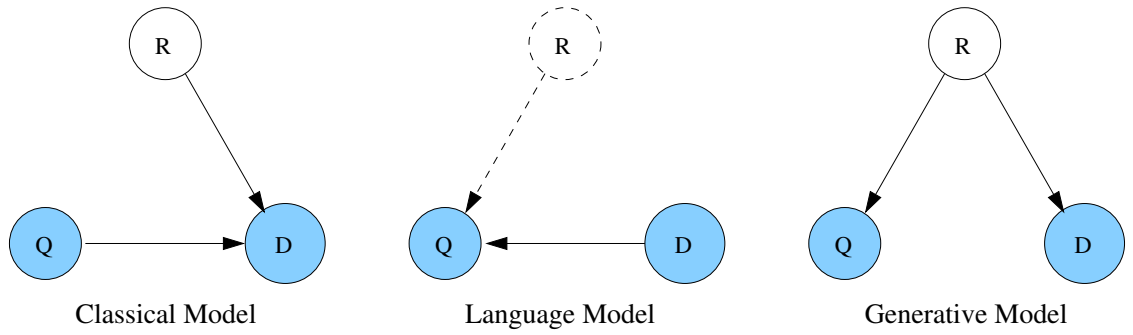 R
R
R
Q
D
Q
D
Q
D
Classical Model
Language Model
Generative Model